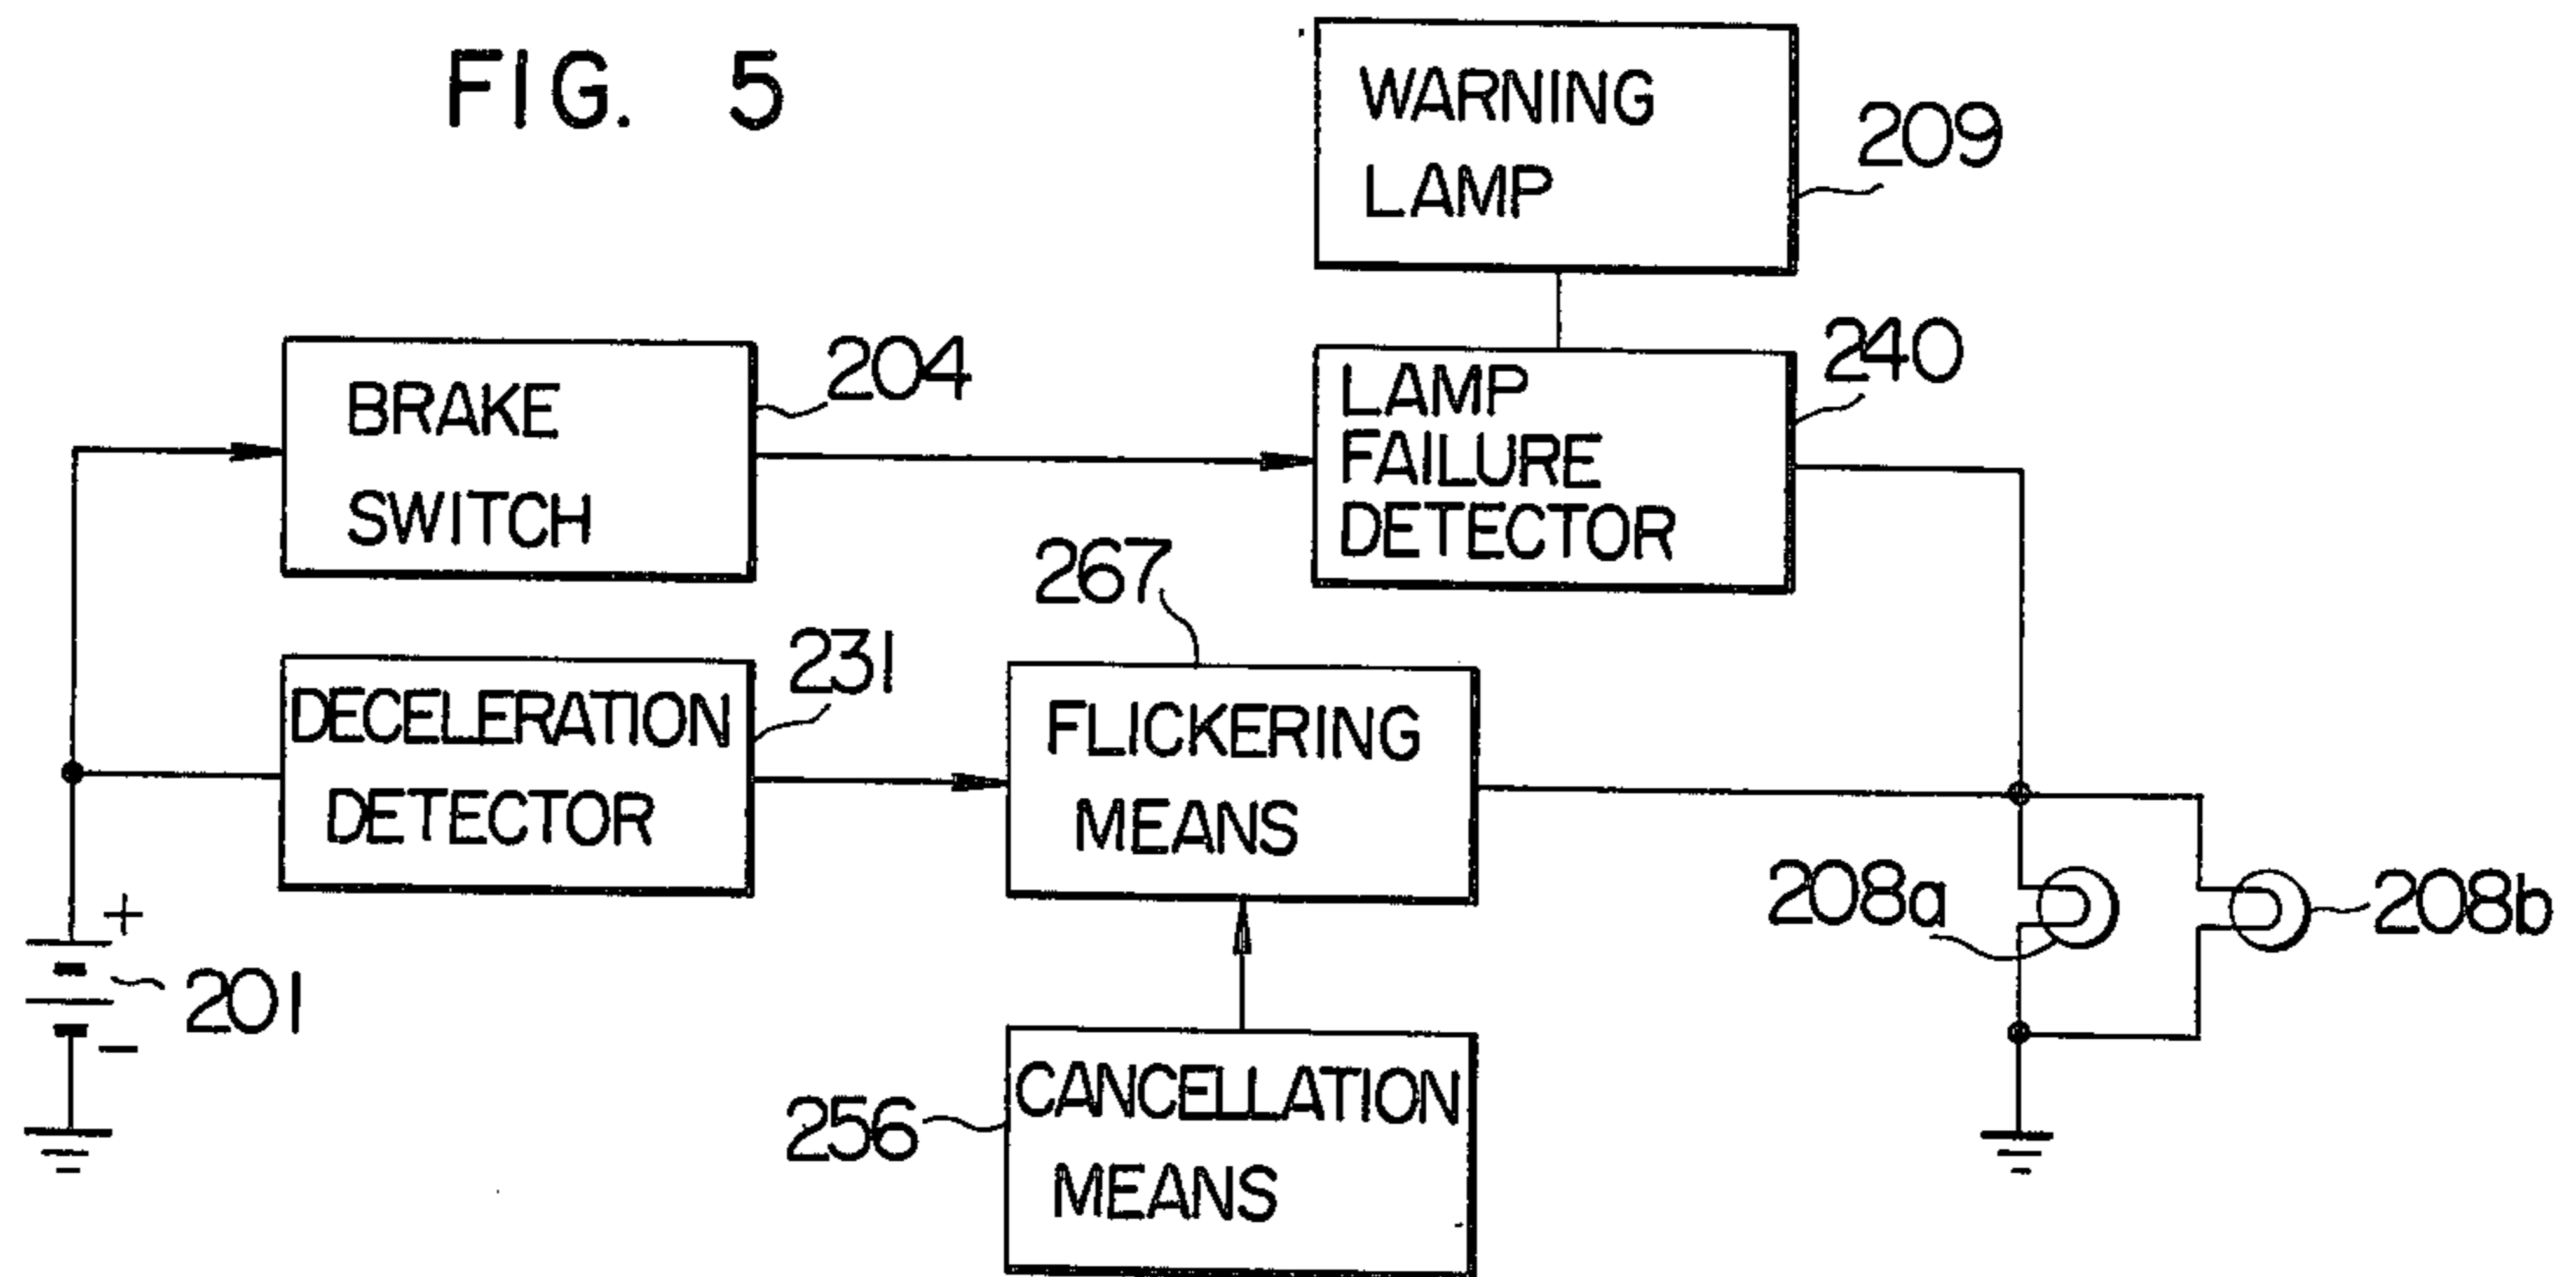 FIG. 5
WARNING
LAMP
209
BRAKE
SWITCH
204
LAMP
FAILURE
DETECTOR
240
267
DECELERATION
DETECTOR
231
FLICKERING
MEANS
208a
208b
+
201
-
CANCELLATION
MEANS
256